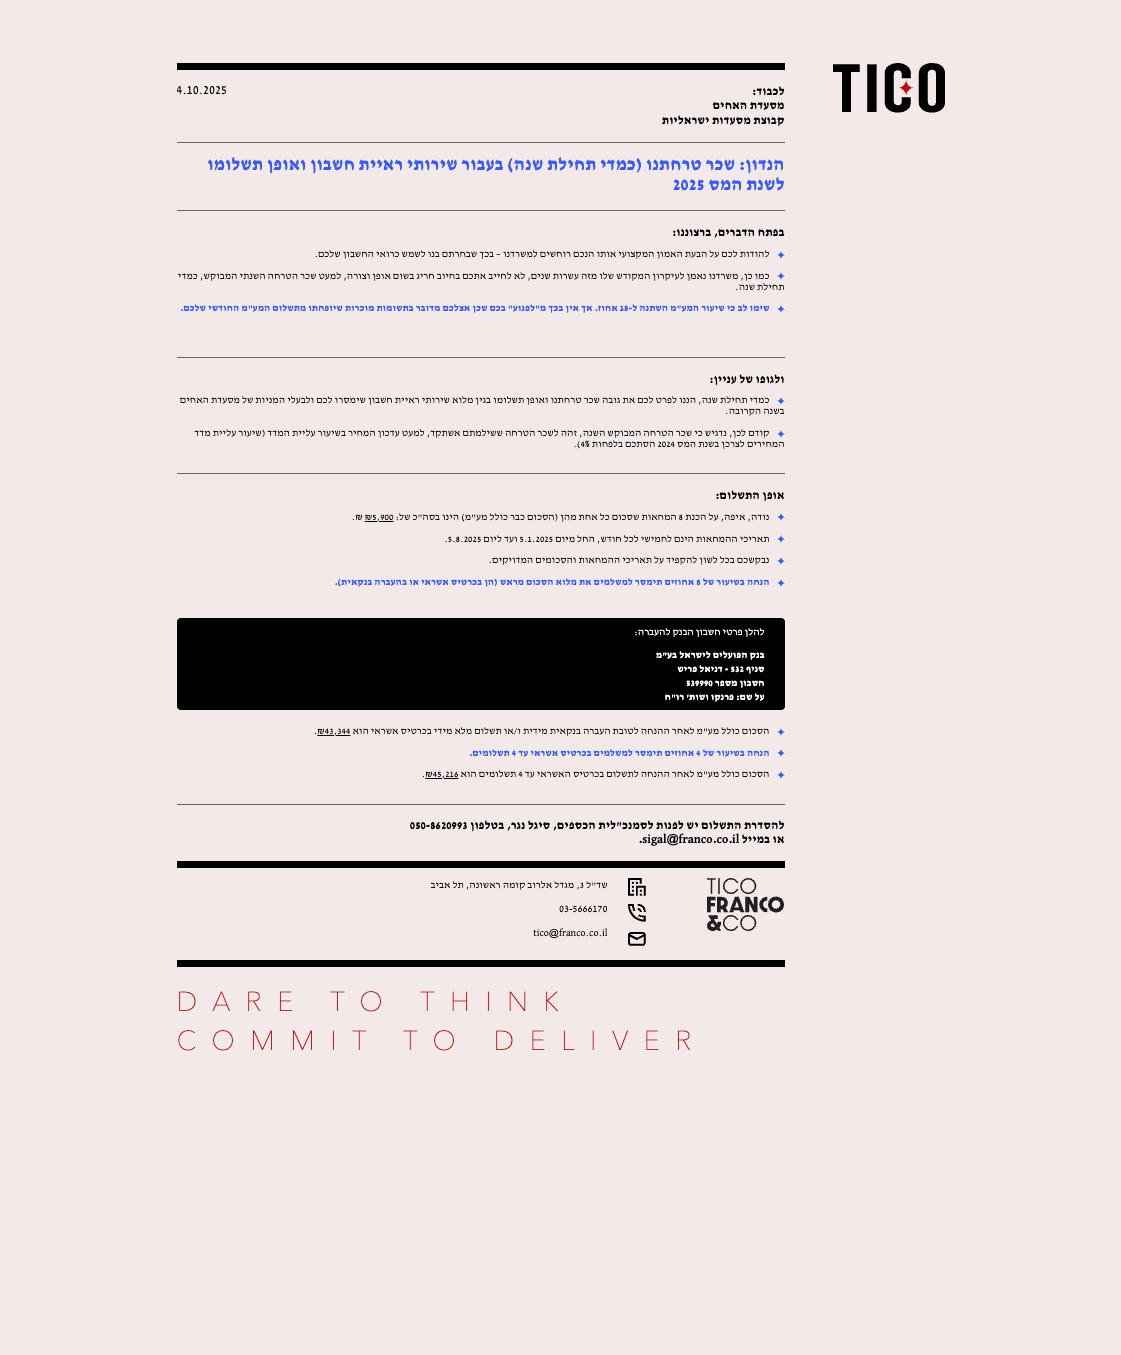 TICO
4.10.2025
לכבוד:
מסעדת האחים
קבוצת מסעדות ישראליות
הנדון: שכר טרחתנו (כמדי תחילת שנה) בעבור שירותי ראיית חשבון ואופן תשלומו
לשנת המס 2025
בפתח הדברים, ברצוננו:
להודות לכם על הבעת האמון המקצועי אותו הנכם רוחשים למשרדנו - בכך שבחרתם בנו לשמש כרואי החשבון שלכם.
כמו כן, משרדנו נאמן לעיקרון המקודש שלו מזה עשרות שנים, לא לחייב אתכם בחיוב חריג בשום אופן וצורה, למעט שכר הטרחה השנתי המבוקש, כמדי
תחילת שנה.
שימו לב כי שיעור המע״מ השתנה ל-18 אחוז. אך אין בכך מ״לפגוע״ בכם שכן אצלכם מדובר בתשומות מוכרות שיופחתו מתשלום המע״מ החודשי שלכם.
ולגופו של עניין:
כמדי תחילת שנה, הננו לפרט לכם את גובה שכר טרחתנו ואופן תשלומו בגין מלוא שירותי ראיית חשבון שימסרו לכם ולבעלי המניות של מסעדת האחים
בשנה הקרובה.
קודם לכן, נדגיש כי שכר הטרחה המבוקש השנה, זהה לשכר הטרחה ששילמתם אשתקד, למעט עדכון המחיר בשיעור עליית המדד (שיעור עליית מדד
המחירים לצרכן בשנת המס 2024 הסתכם בלפחות 4%).
אופן התשלום:
נודה, איפה, על הכנת 8 המחאות שסכום כל אחת מהן (הסכום כבר כולל מע״מ) הינו בסה״כ של: ₪5,900 ₪.
תאריכי ההמחאות הינם לחמישי לכל חודש, החל מיום 5.1.2025 ועד ליום 5.8.2025.
נבקשכם בכל לשון להקפיד על תאריכי ההמחאות והסכומים המדויקים.
הנחה בשיעור של 8 אחוזים תימסר למשלמים את מלוא הסכום מראש (הן בכרטיס אשראי או בהעברה בנקאית).
להלן פרטי חשבון הבנק להעברה:
בנק הפועלים לישראל בע״מ
סניף 532 - דניאל פריש
חשבון מספר 539990
על שם: פרנקו ושות׳ רו״ח
הסכום כולל מע״מ לאחר ההנחה לטובת העברה בנקאית מידית ו/או תשלום מלא מידי בכרטיס אשראי הוא ₪43,344.
הנחה בשיעור של 4 אחוזים תימסר למשלמים בכרטיס אשראי עד 4 תשלומים.
הסכום כולל מע״מ לאחר ההנחה לתשלום בכרטיס האשראי עד 4 תשלומים הוא ₪45,216.
להסדרת התשלום יש לפנות לסמנכ״לית הכספים, סיגל נגר, בטלפון 050-8620993
או במייל sigal@franco.co.il.
TICO
FRANCO
&CO
שד״ל 3, מגדל אלרוב קומה ראשונה, תל אביב
03-5666170
tico@franco.co.il
DARE TO THINK
COMMIT TO DELIVER